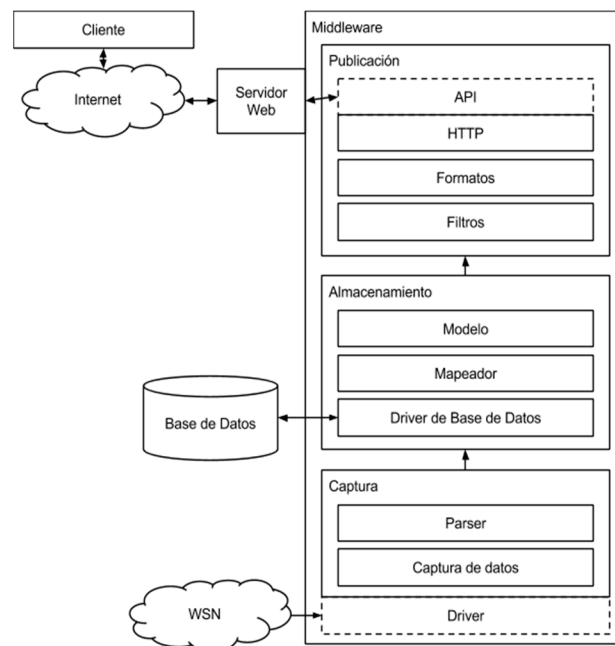 Cliente
Internet
Servidor
Web
Middleware
Publicación
API
HTTP
Formatos
Filtros
Almacenamiento
Modelo
Mapeador
Driver de Base de Datos
Base de Datos
Captura
Parser
Captura de datos
Driver
WSN